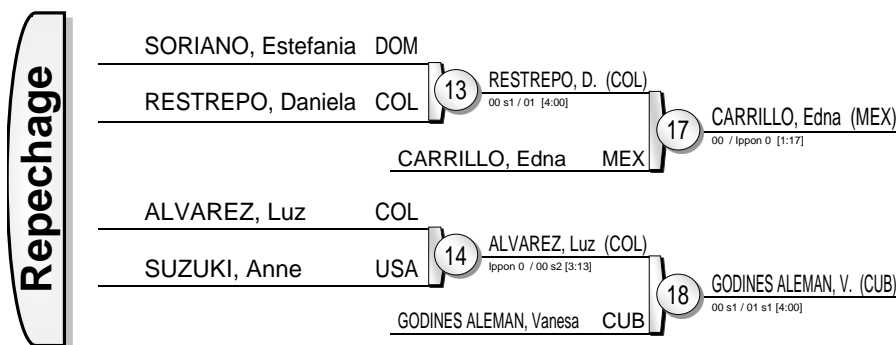 Repechage
SORIANO, Estefania DOM
RESTREPO, Daniela COL
13
RESTREPO, D. (COL)
00 s1 / 01 [4:00]
CARRILLO, Edna MEX
17
CARRILLO, Edna (MEX)
00 / Ippon 0 [1:17]
ALVAREZ, Luz COL
SUZUKI, Anne USA
14
ALVAREZ, Luz (COL)
Ippon 0 / 00 s2 [3:13]
GODINES ALEMAN, Vanesa CUB
18
GODINES ALEMAN, V. (CUB)
00 s1 / 01 s1 [4:00]